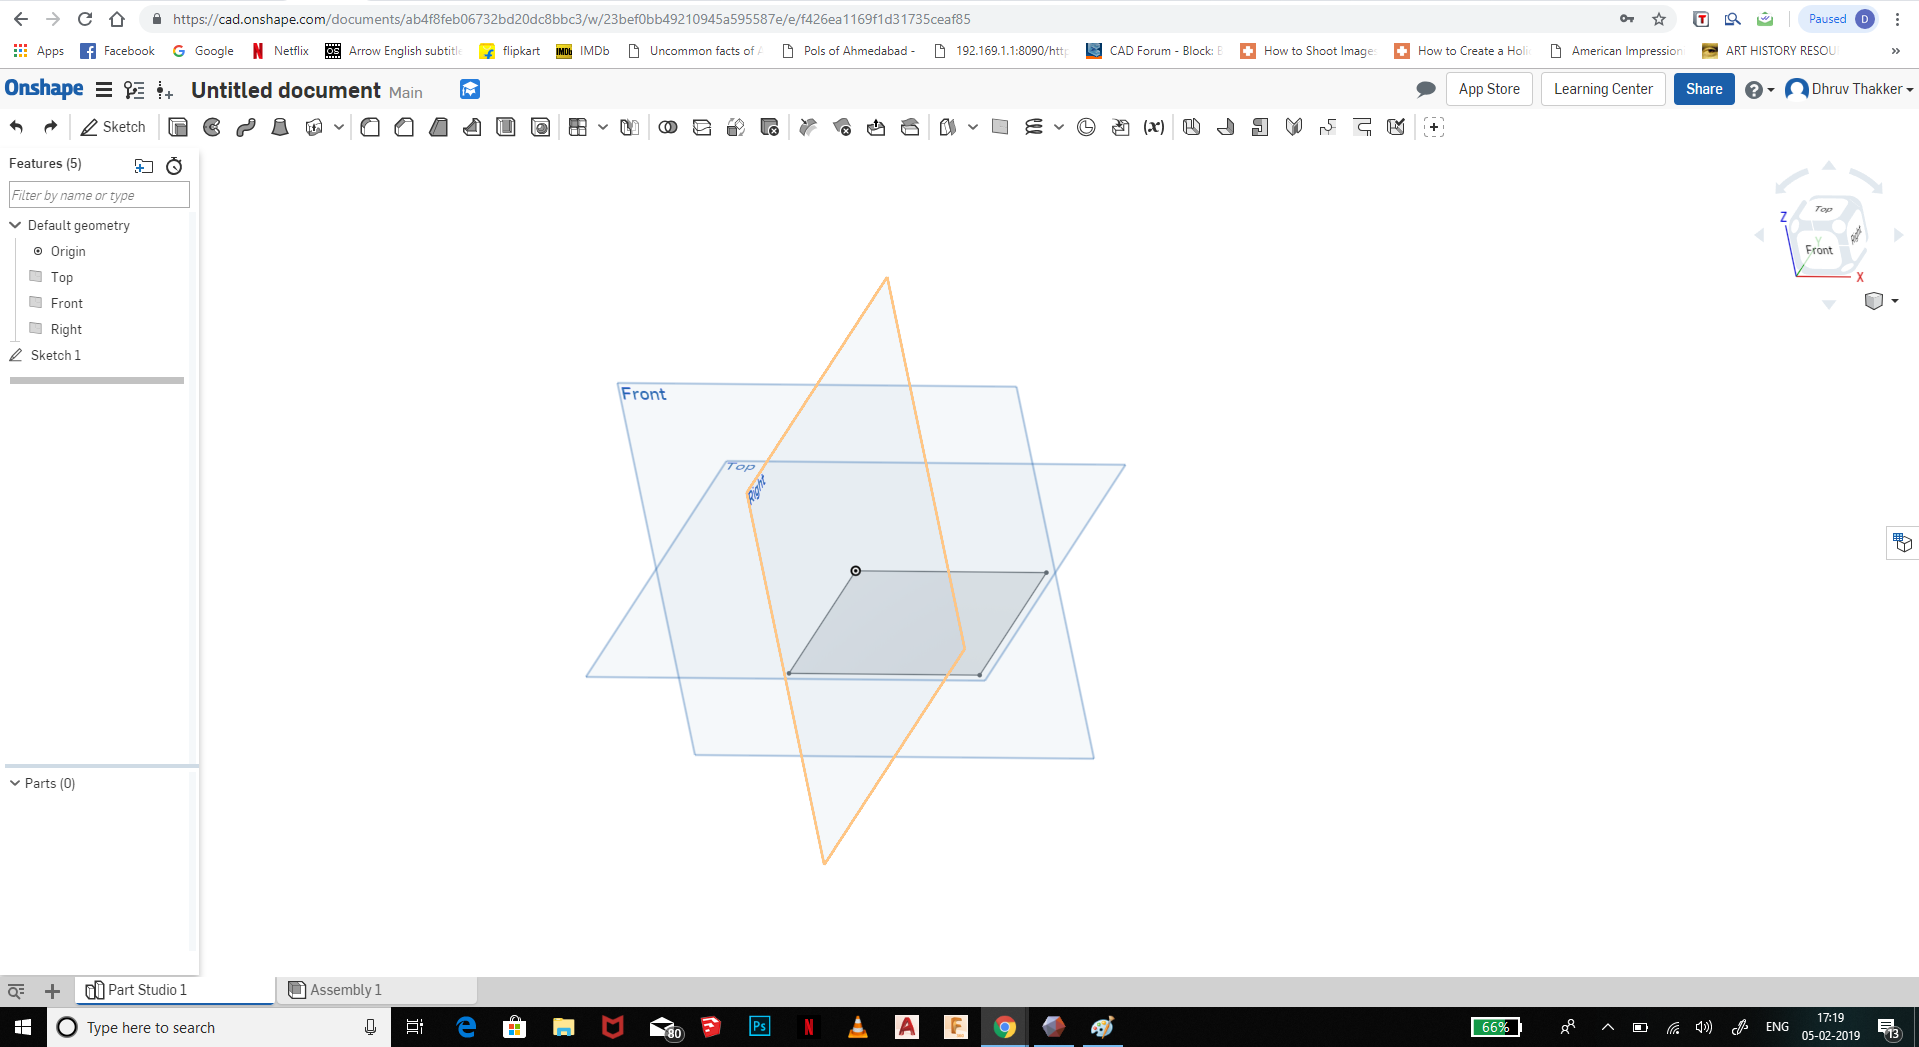 https://cad.onshape.com/documents/ab4f8feb06732bd20dc8bbc3/w/23bef0bb49210945a595587e/e/f426ea1169f1d31735ceaf85
Paused D
Apps Facebook Google Netflix Arrow English subtitle flipkart IMDb Uncommon facts of Pols of Ahmedabad - 192.169.1.1:8090/http CAD Forum - Block: How to Shoot Images How to Create a Holi American Impression ART HISTORY RESOU »
Onshape Untitled document Main App Store Learning Center Share Dhruv Thakker
Sketch (x)
Features (5)
Filter by name or type
Default geometry
Origin
Top
Front
Right
Sketch 1
Parts (0)
Front
Top
Right
Top
Z
Right
Y
Front
X
Part Studio 1 Assembly 1
Type here to search 80 Ps N A F 66% ENG 17:19
05-02-2019 13